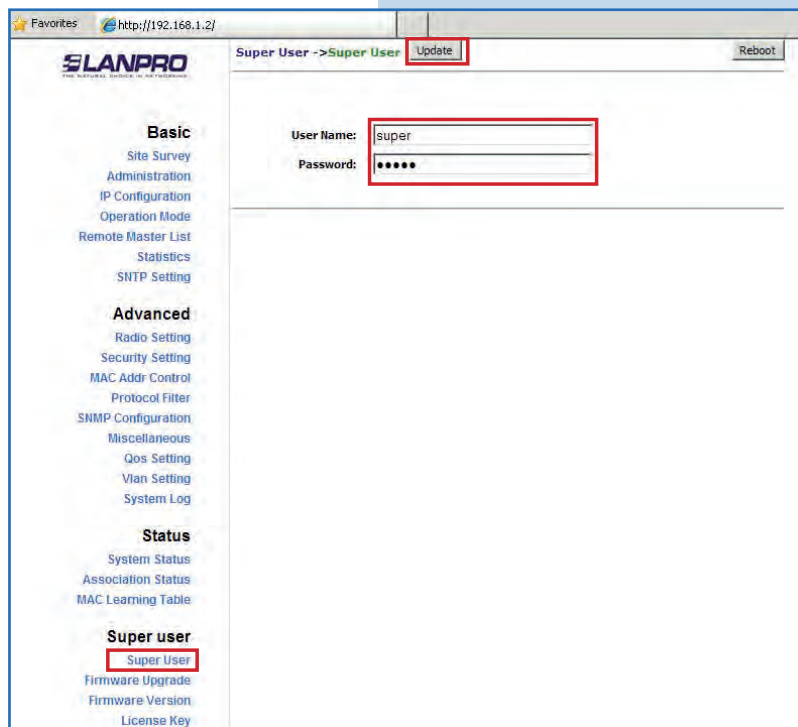 Favorites http://192.168.1.2/
LANPRO
THE NATURAL CHOICE IN NETWORKING
Super User ->Super User Update Reboot
User Name: super
Password: •••••
Basic
Site Survey
Administration
IP Configuration
Operation Mode
Remote Master List
Statistics
SNTP Setting
Advanced
Radio Setting
Security Setting
MAC Addr Control
Protocol Filter
SNMP Configuration
Miscellaneous
Qos Setting
Vlan Setting
System Log
Status
System Status
Association Status
MAC Learning Table
Super user
Super User
Firmware Upgrade
Firmware Version
License Key